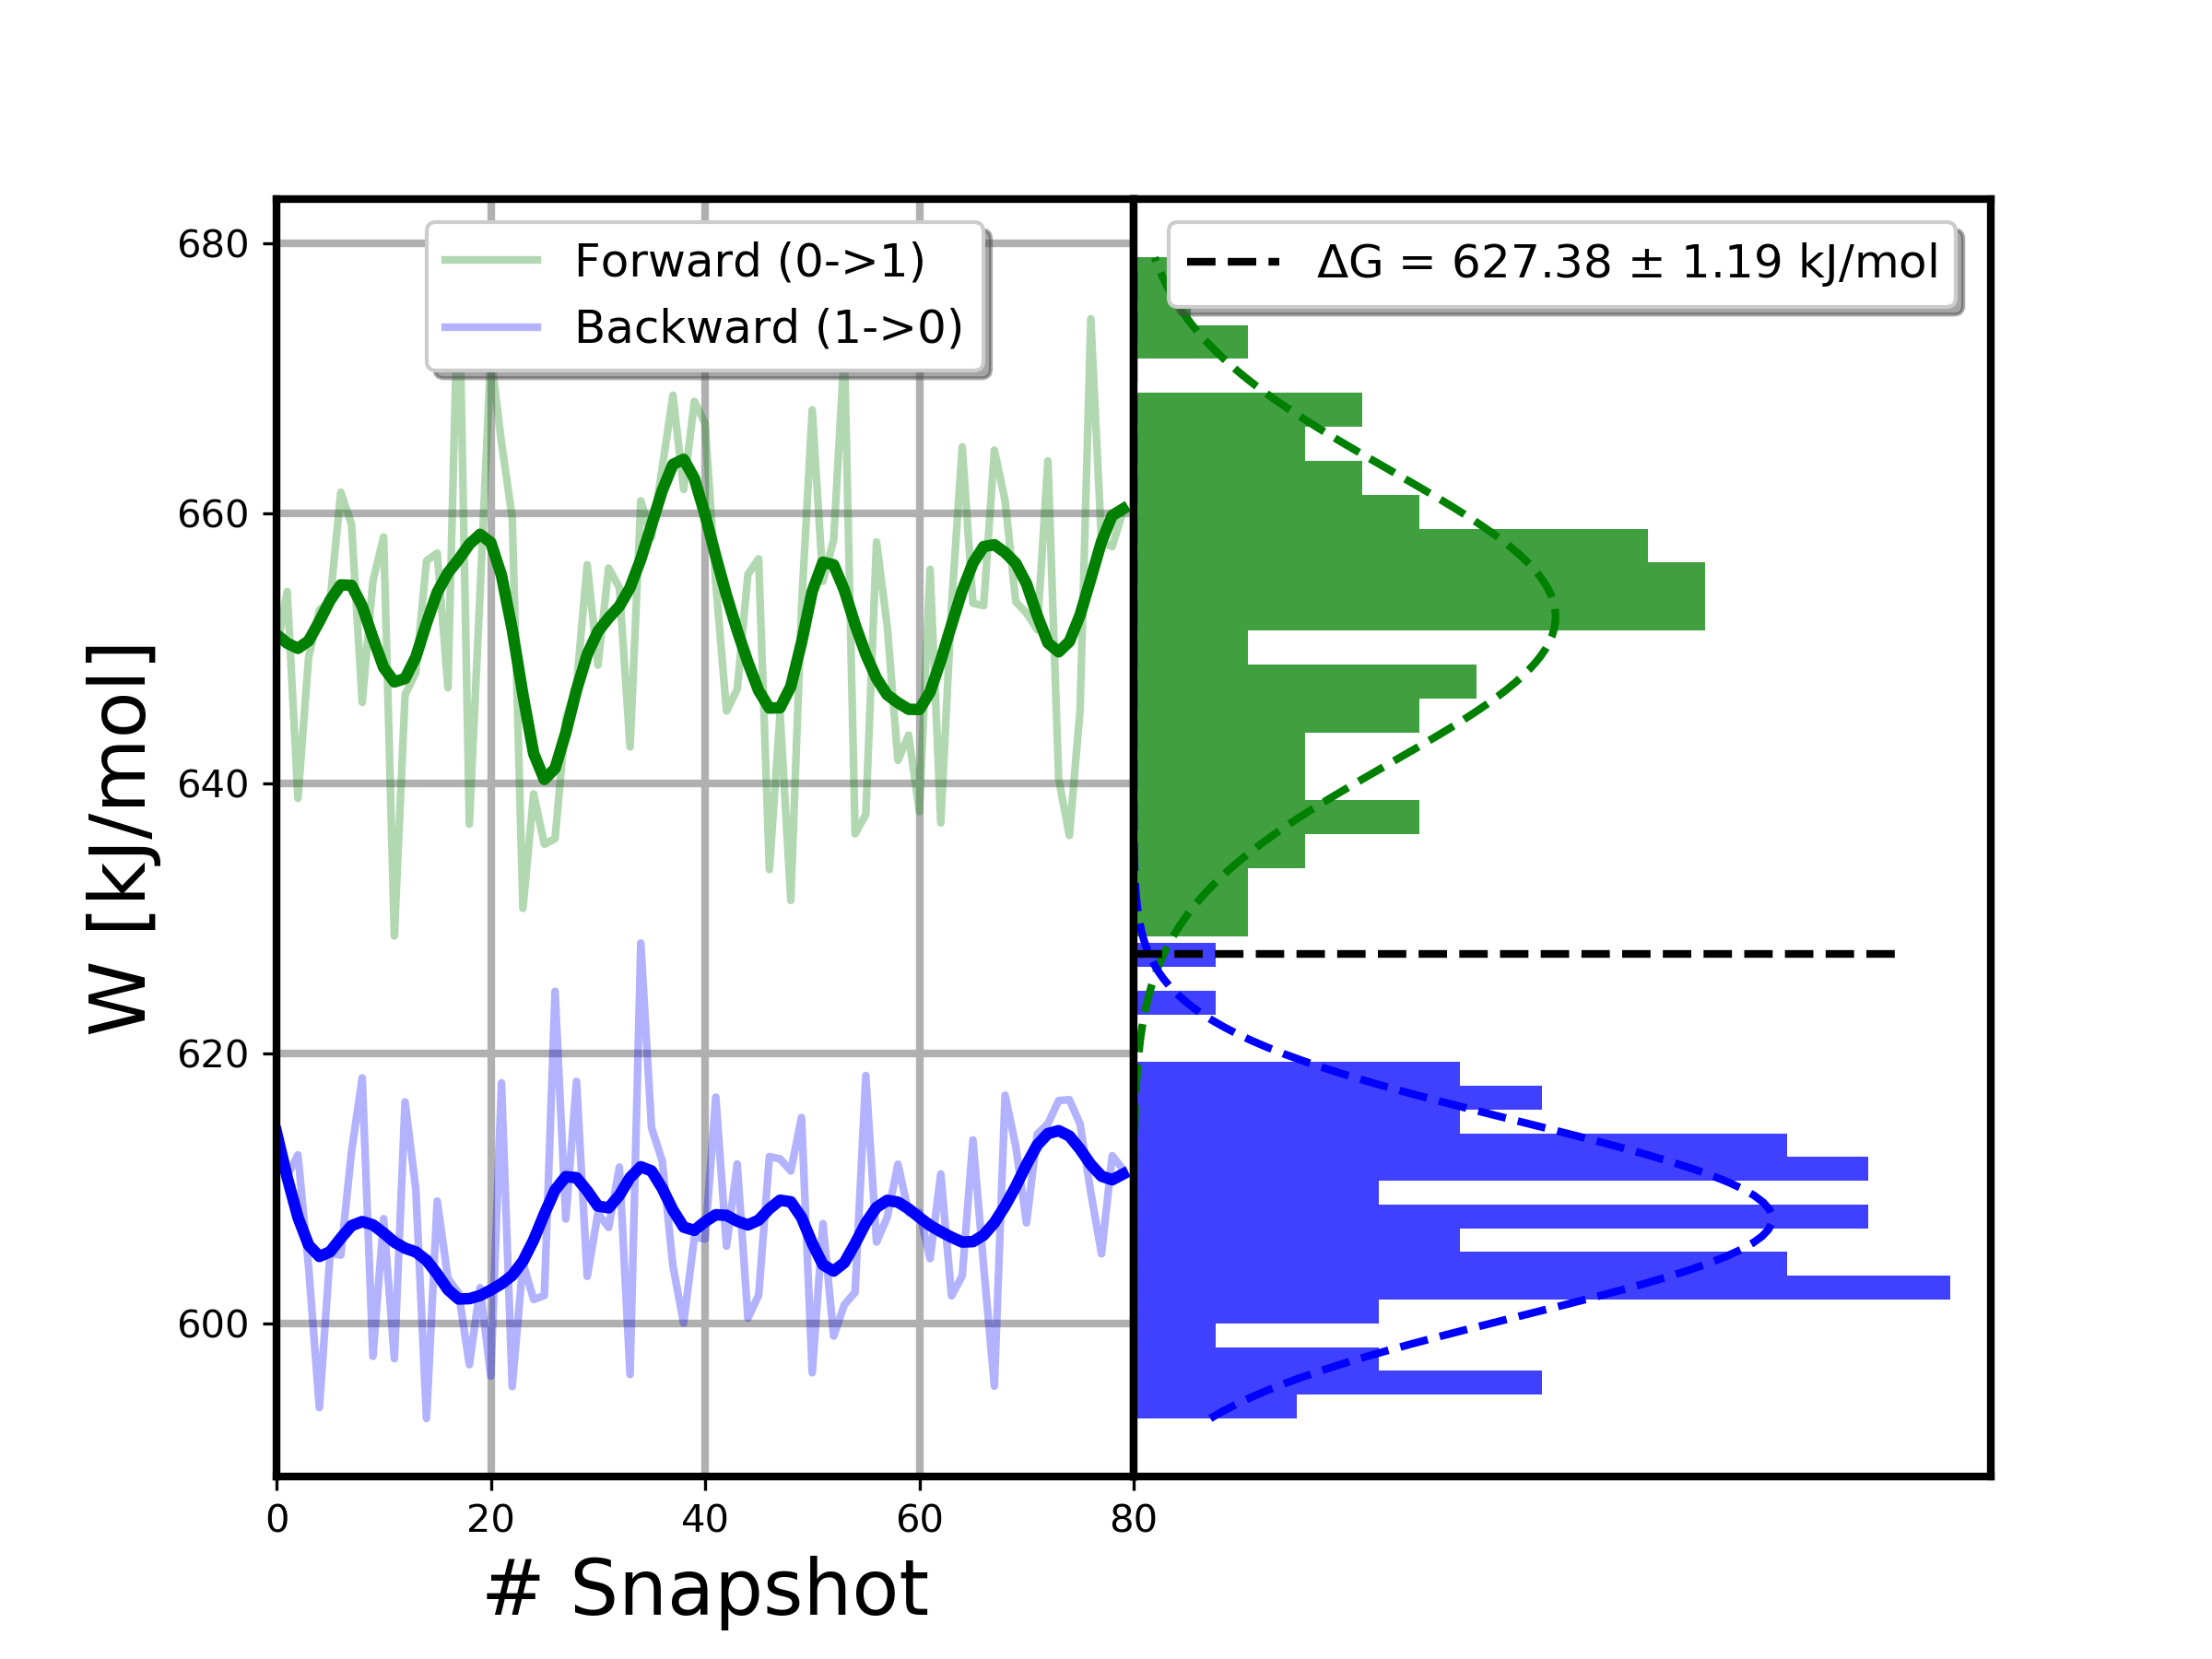 680
660
640
620
600
W [kJ/mol]
Forward (0->1)
Backward (1->0)
ΔG = 627.38 ± 1.19 kJ/mol
0
20
40
60
80
# Snapshot